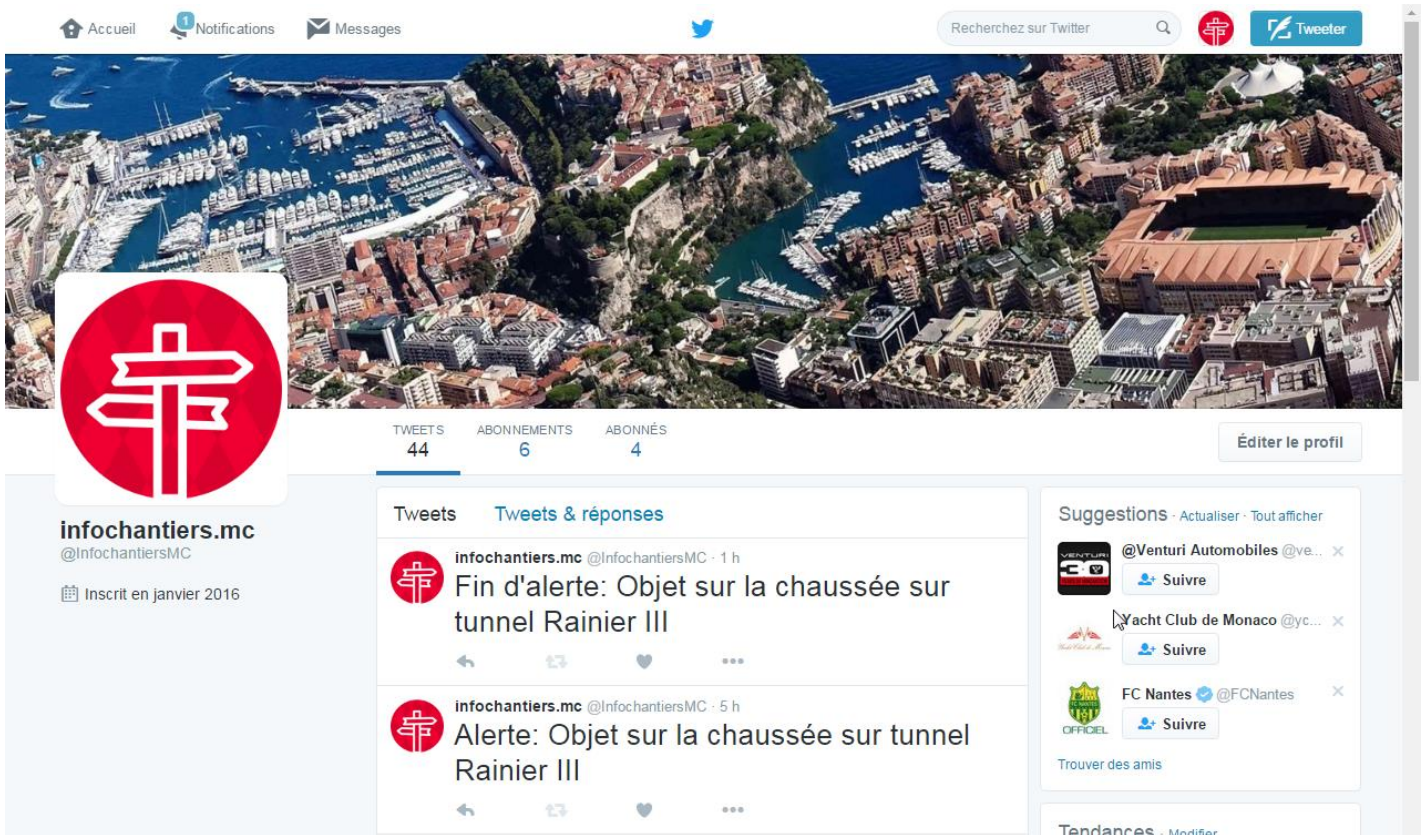 Accueil
1
Notifications
Messages
Recherchez sur Twitter
Tweeter
TWEETS
44
ABONNEMENTS
6
ABONNÉS
4
Éditer le profil
infochantiers.mc
@InfochantiersMC
Inscrit en janvier 2016
Tweets
Tweets & réponses
infochantiers.mc @InfochantiersMC · 1 h
Fin d'alerte: Objet sur la chaussée sur
tunnel Rainier III
infochantiers.mc @InfochantiersMC · 5 h
Alerte: Objet sur la chaussée sur tunnel
Rainier III
Suggestions · Actualiser · Tout afficher
VENTURI
@Venturi Automobiles @ve...
Suivre
Yacht Club de Monaco @yc...
Suivre
FC NANTES
OFFICIEL
FC Nantes @FCNantes
Suivre
Trouver des amis
Tendances · Modifier